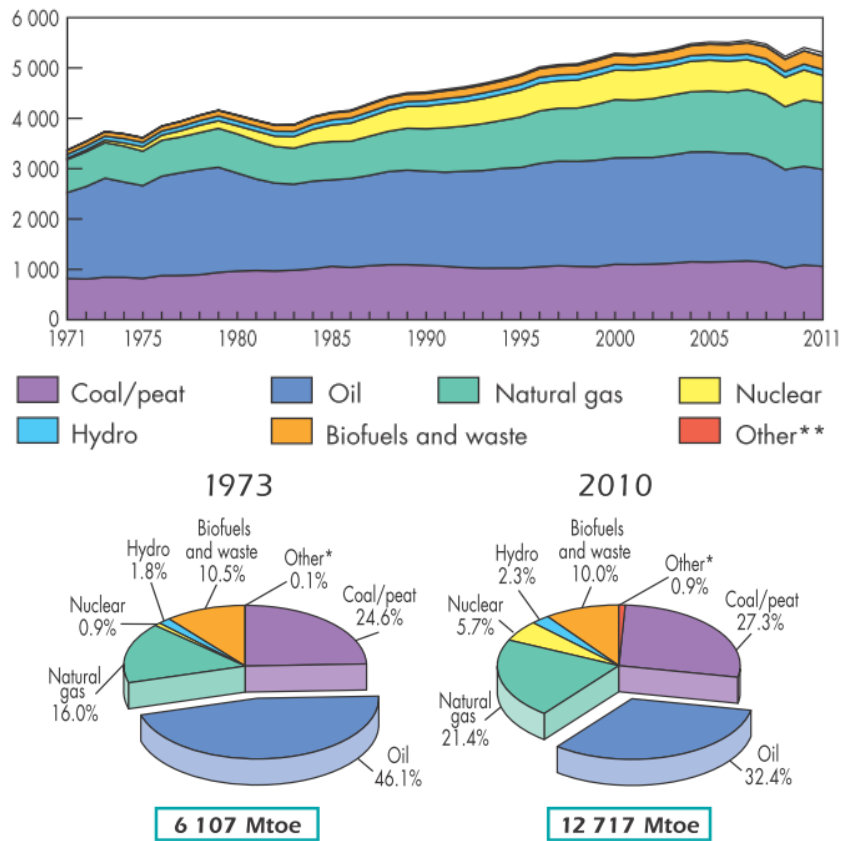 6 000
5 000
4 000
3 000
2 000
1 000
0
1971 1975 1980 1985 1990 1995 2000 2005 2011
Coal/peat Oil Natural gas Nuclear
Hydro Biofuels and waste Other**
1973
Biofuels
and waste
10.5%
Hydro
1.8%
Other*
0.1%
Nuclear
0.9%
Coal/peat
24.6%
Natural
gas
16.0%
Oil
46.1%
6 107 Mtoe
2010
Biofuels
and waste
10.0%
Hydro
2.3%
Other*
0.9%
Nuclear
5.7%
Coal/peat
27.3%
Natural
gas
21.4%
Oil
32.4%
12 717 Mtoe